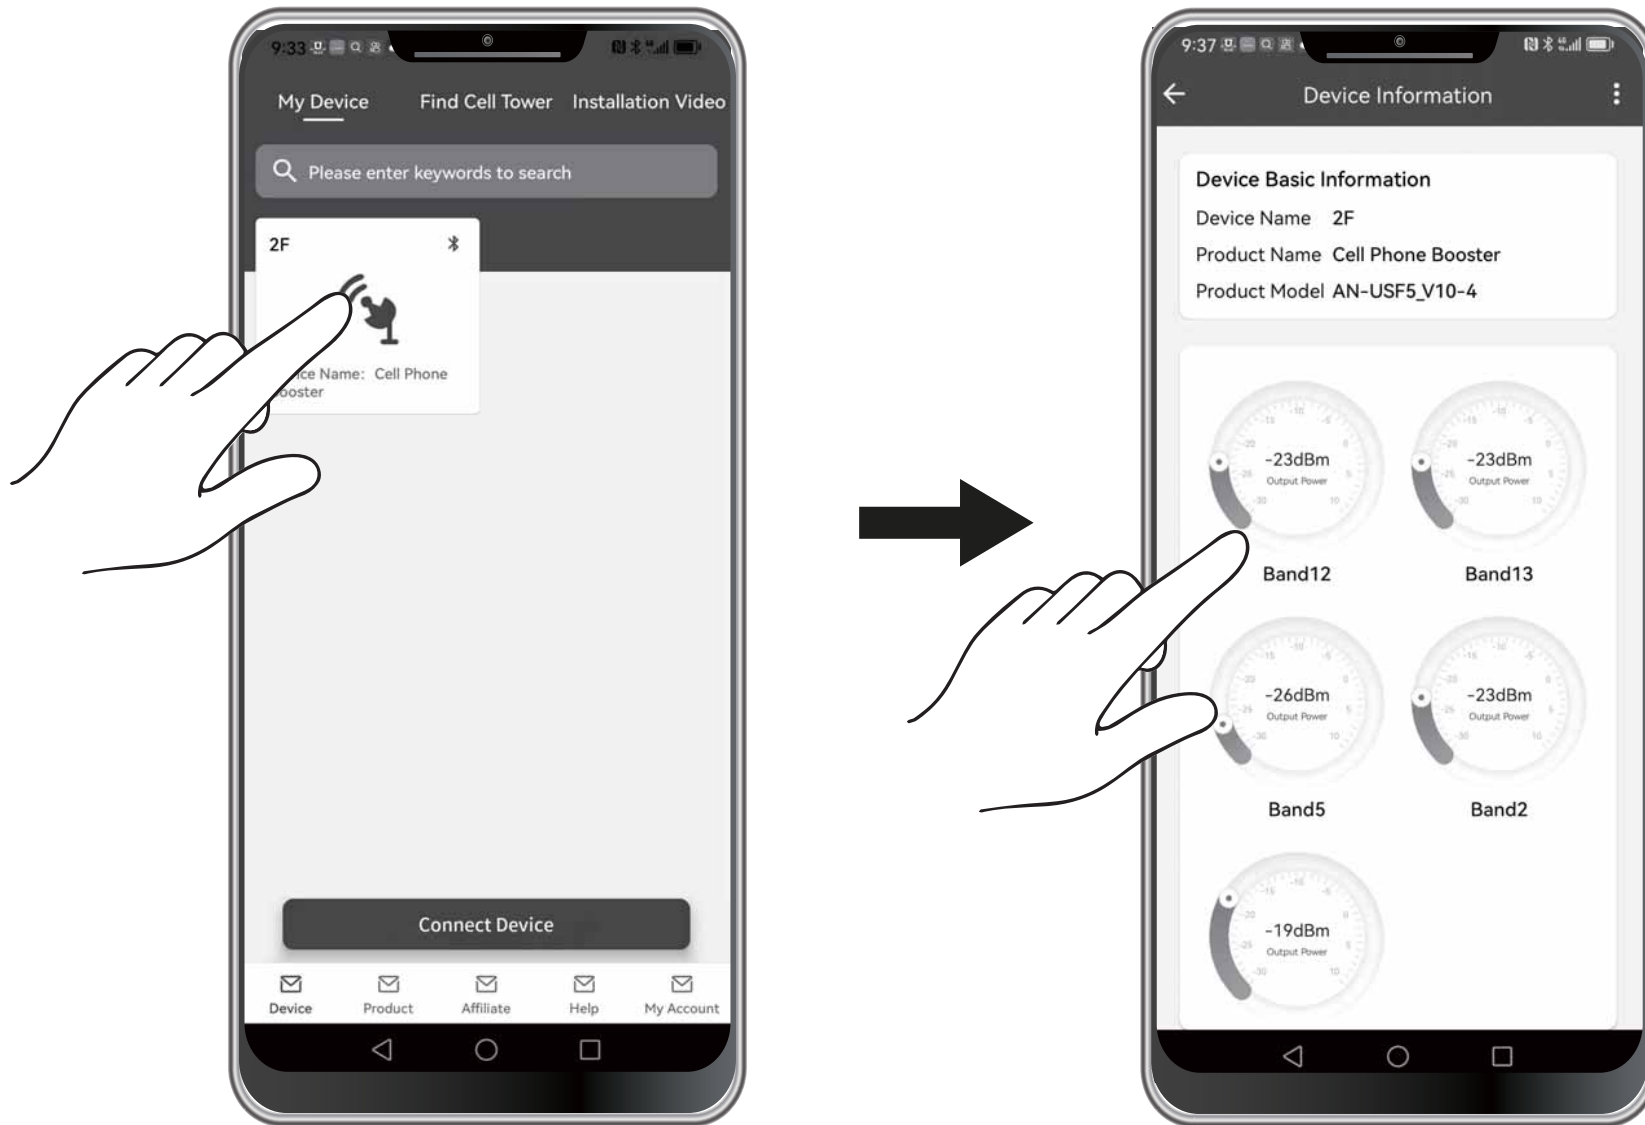 9:33
My Device Find Cell Tower Installation Video
Please enter keywords to search
2F
Name: Cell Phone
Connect Device
Device Product Affiliate Help My Account
9:37
Device Information
Device Basic Information
Device Name 2F
Product Name Cell Phone Booster
Product Model AN-USF5_V10-4
-23dBm
Output Power
Band12
-23dBm
Output Power
Band13
-26dBm
Output Power
Band5
-23dBm
Output Power
Band2
-19dBm
Output Power